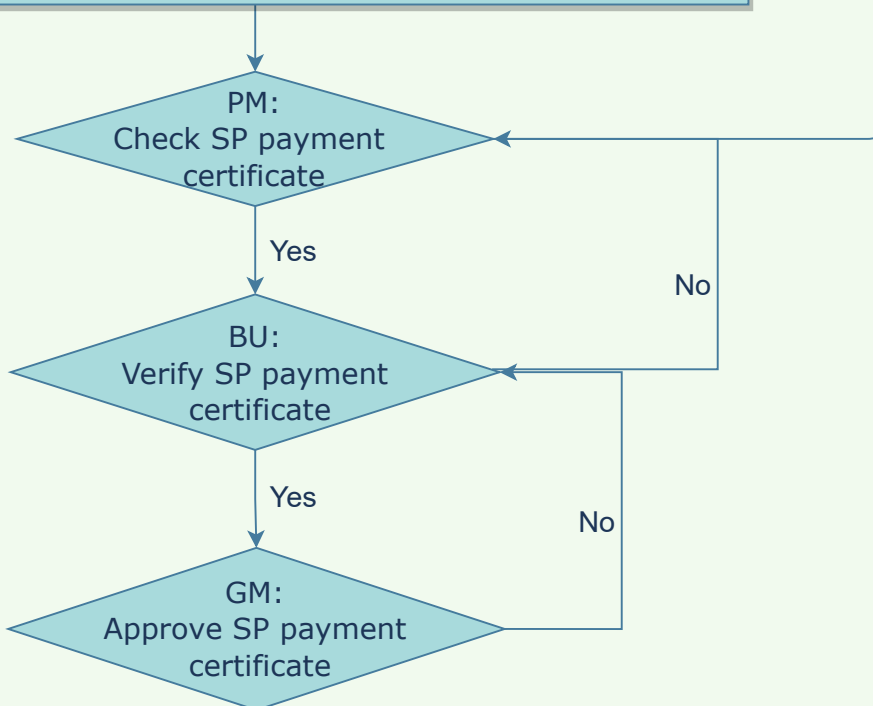 PM:
Check SP payment
certificate
Yes
No
BU:
Verify SP payment
certificate
Yes
No
GM:
Approve SP payment
certificate